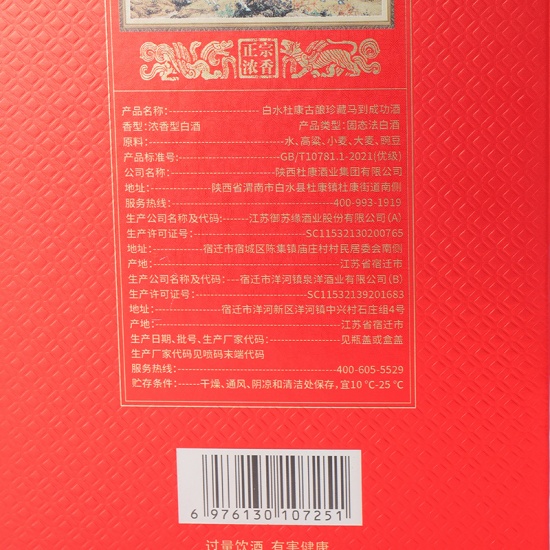 正宗
浓香
产品名称:------白水杜康古酿珍藏马到成功酒
香型:浓香型白酒 产品类型:固态法白酒
原料:------水、高粱、小麦、大麦、豌豆
产品标准号:------GB/T10781.1-2021(优级)
公司名称:------陕西杜康酒业集团有限公司
地址:------陕西省渭南市白水县杜康镇杜康街道南侧
服务热线:------400-993-1919
生产公司名称及代码:------江苏御苏缘酒业股份有限公司(A)
生产许可证号:------SC11532130200765
地址:------宿迁市宿城区陈集镇庙庄村村民居委会南侧
产地:------江苏省宿迁市
生产公司名称及代码:------宿迁市洋河镇泉洋酒业有限公司(B)
生产许可证号:------SC11532139201683
地址:------宿迁市洋河新区洋河镇中兴村石庄组4号
产地:------江苏省宿迁市
生产日期、批号、生产厂家代码:------见瓶盖或盒盖
生产厂家代码见喷码末端代码
服务热线:------400-605-5529
贮存条件:------干燥、通风、阴凉和清洁处保存,宜10℃-25℃
6 976130 107251
过量饮酒 有害健康